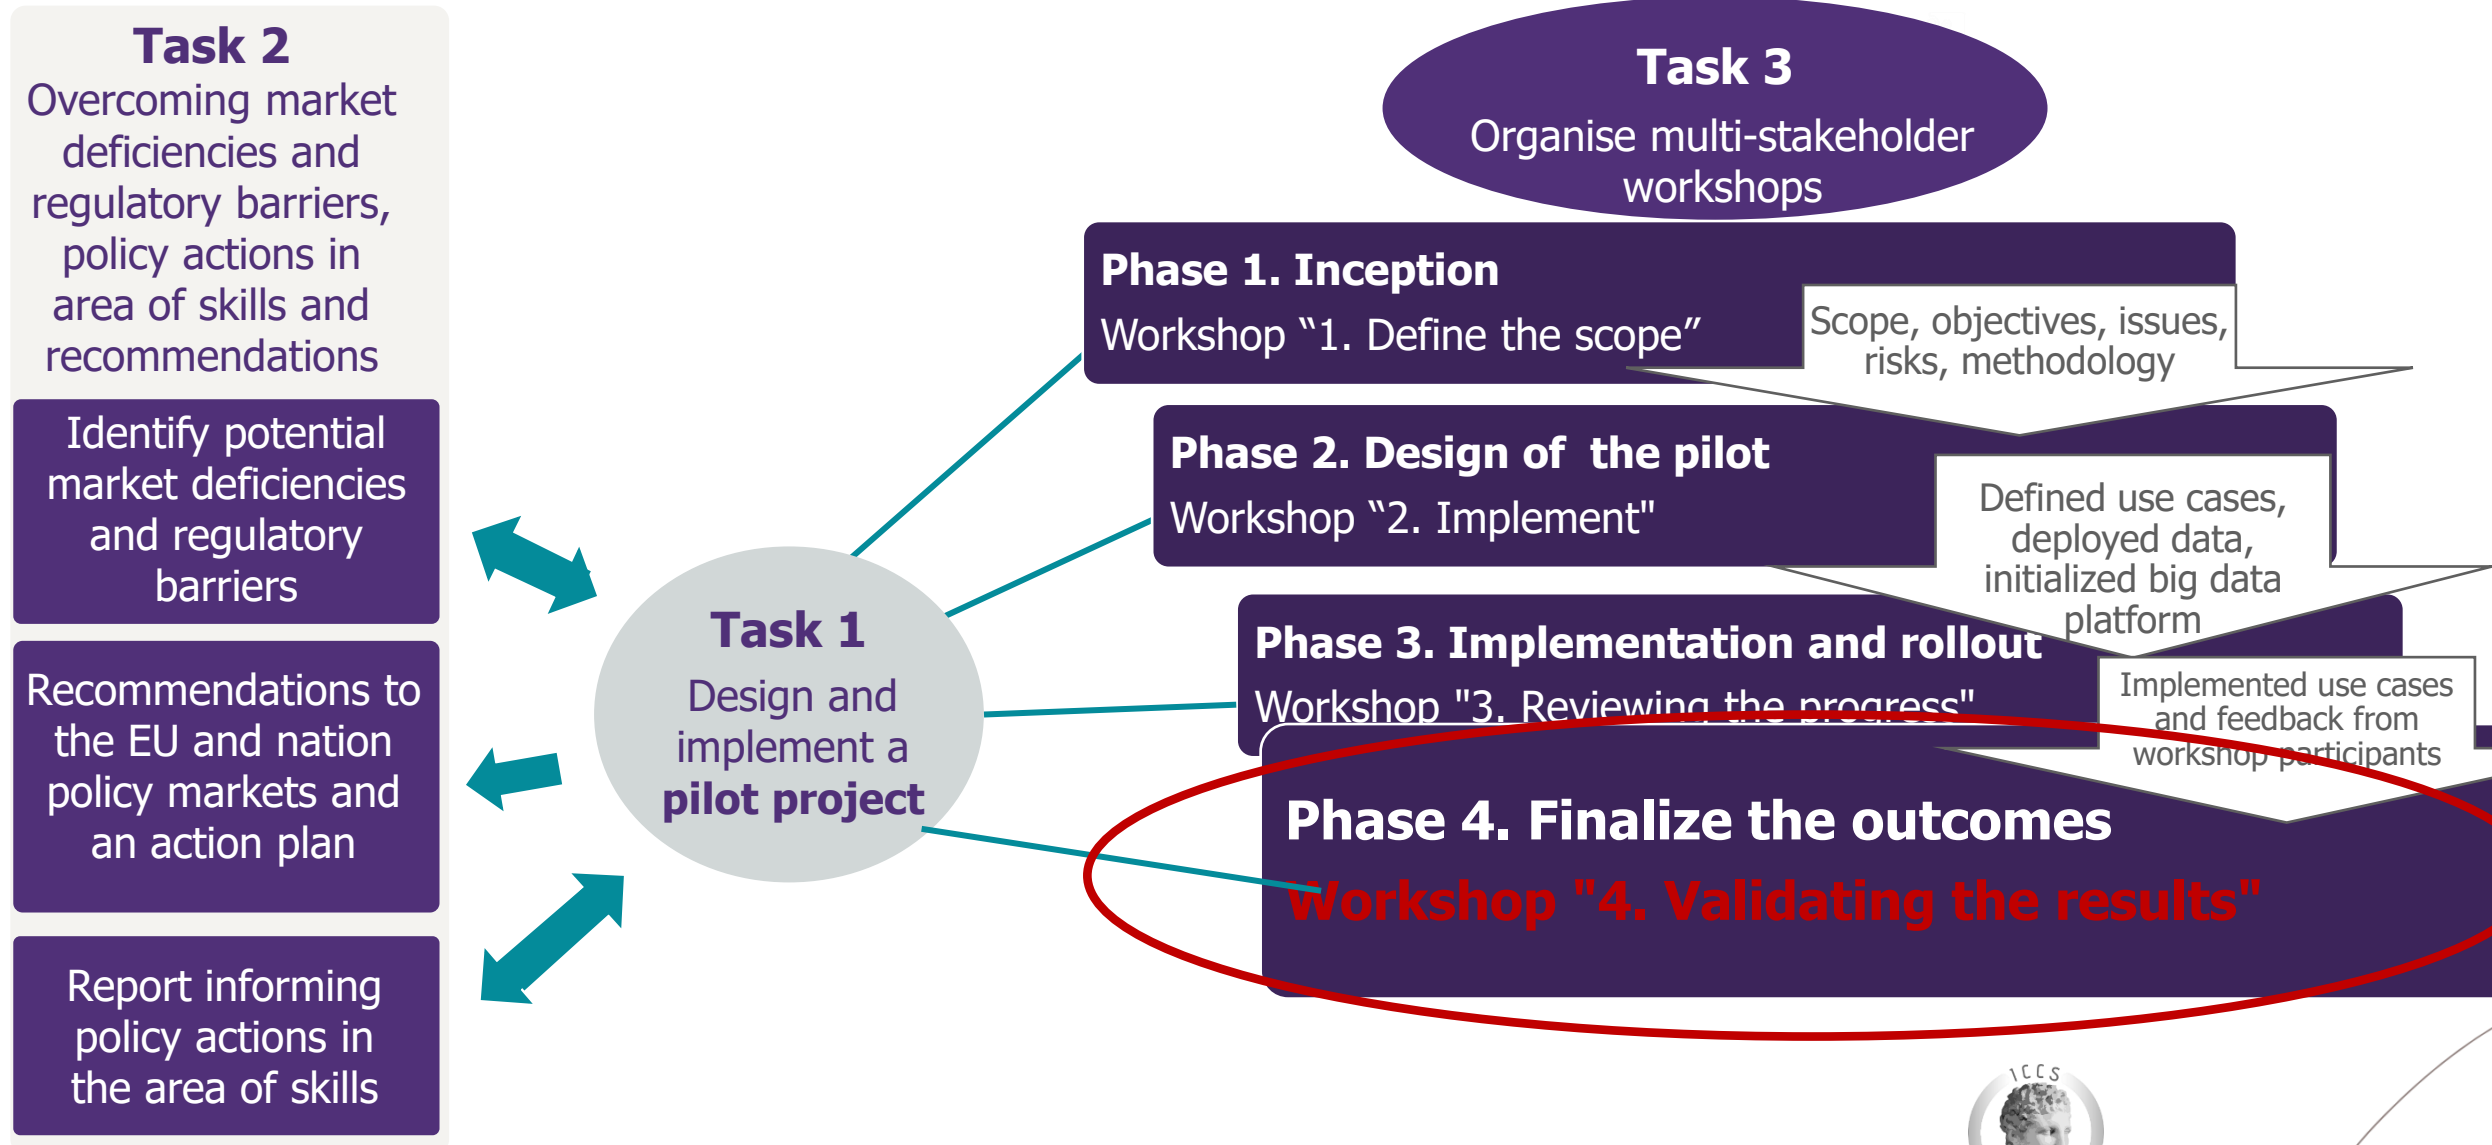 Task 2
Overcoming market
deficiencies and
regulatory barriers,
policy actions in
area of skills and
recommendations
Identify potential
market deficiencies
and regulatory
barriers
Recommendations to
the EU and nation
policy markets and
an action plan
Report informing
policy actions in
the area of skills
Task 1
Design and
implement a
pilot project
Task 3
Organise multi-stakeholder
workshops
Phase 1. Inception
Workshop “1. Define the scope”
Scope, objectives, issues,
risks, methodology
Phase 2. Design of  the pilot
Workshop “2. Implement"
Defined use cases,
deployed data,
initialized big data
platform
Phase 3. Implementation and rollout
Workshop "3. Reviewing the progress"
Implemented use cases
and feedback from
workshop participants
Phase 4. Finalize the outcomes
Workshop "4. Validating the results"
ICCS